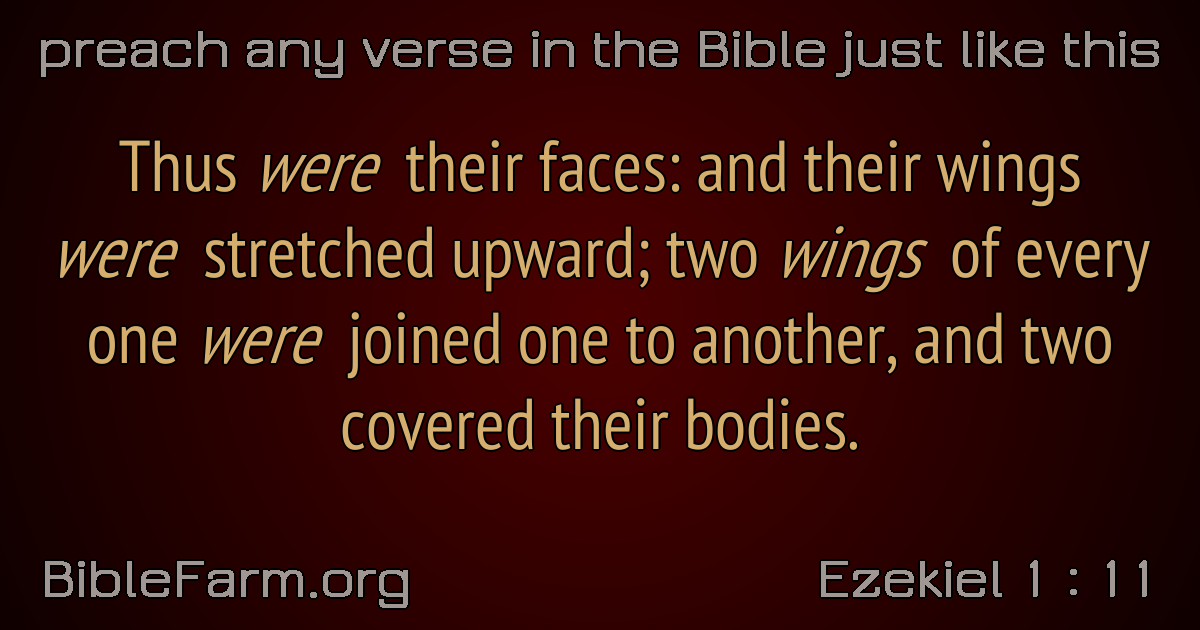 preach any verse in the Bible just like this
Thus were their faces: and their wings
were stretched upward; two wings of every
one were joined one to another, and two
covered their bodies.
BibleFarm.org
Ezekiel 1 : 11